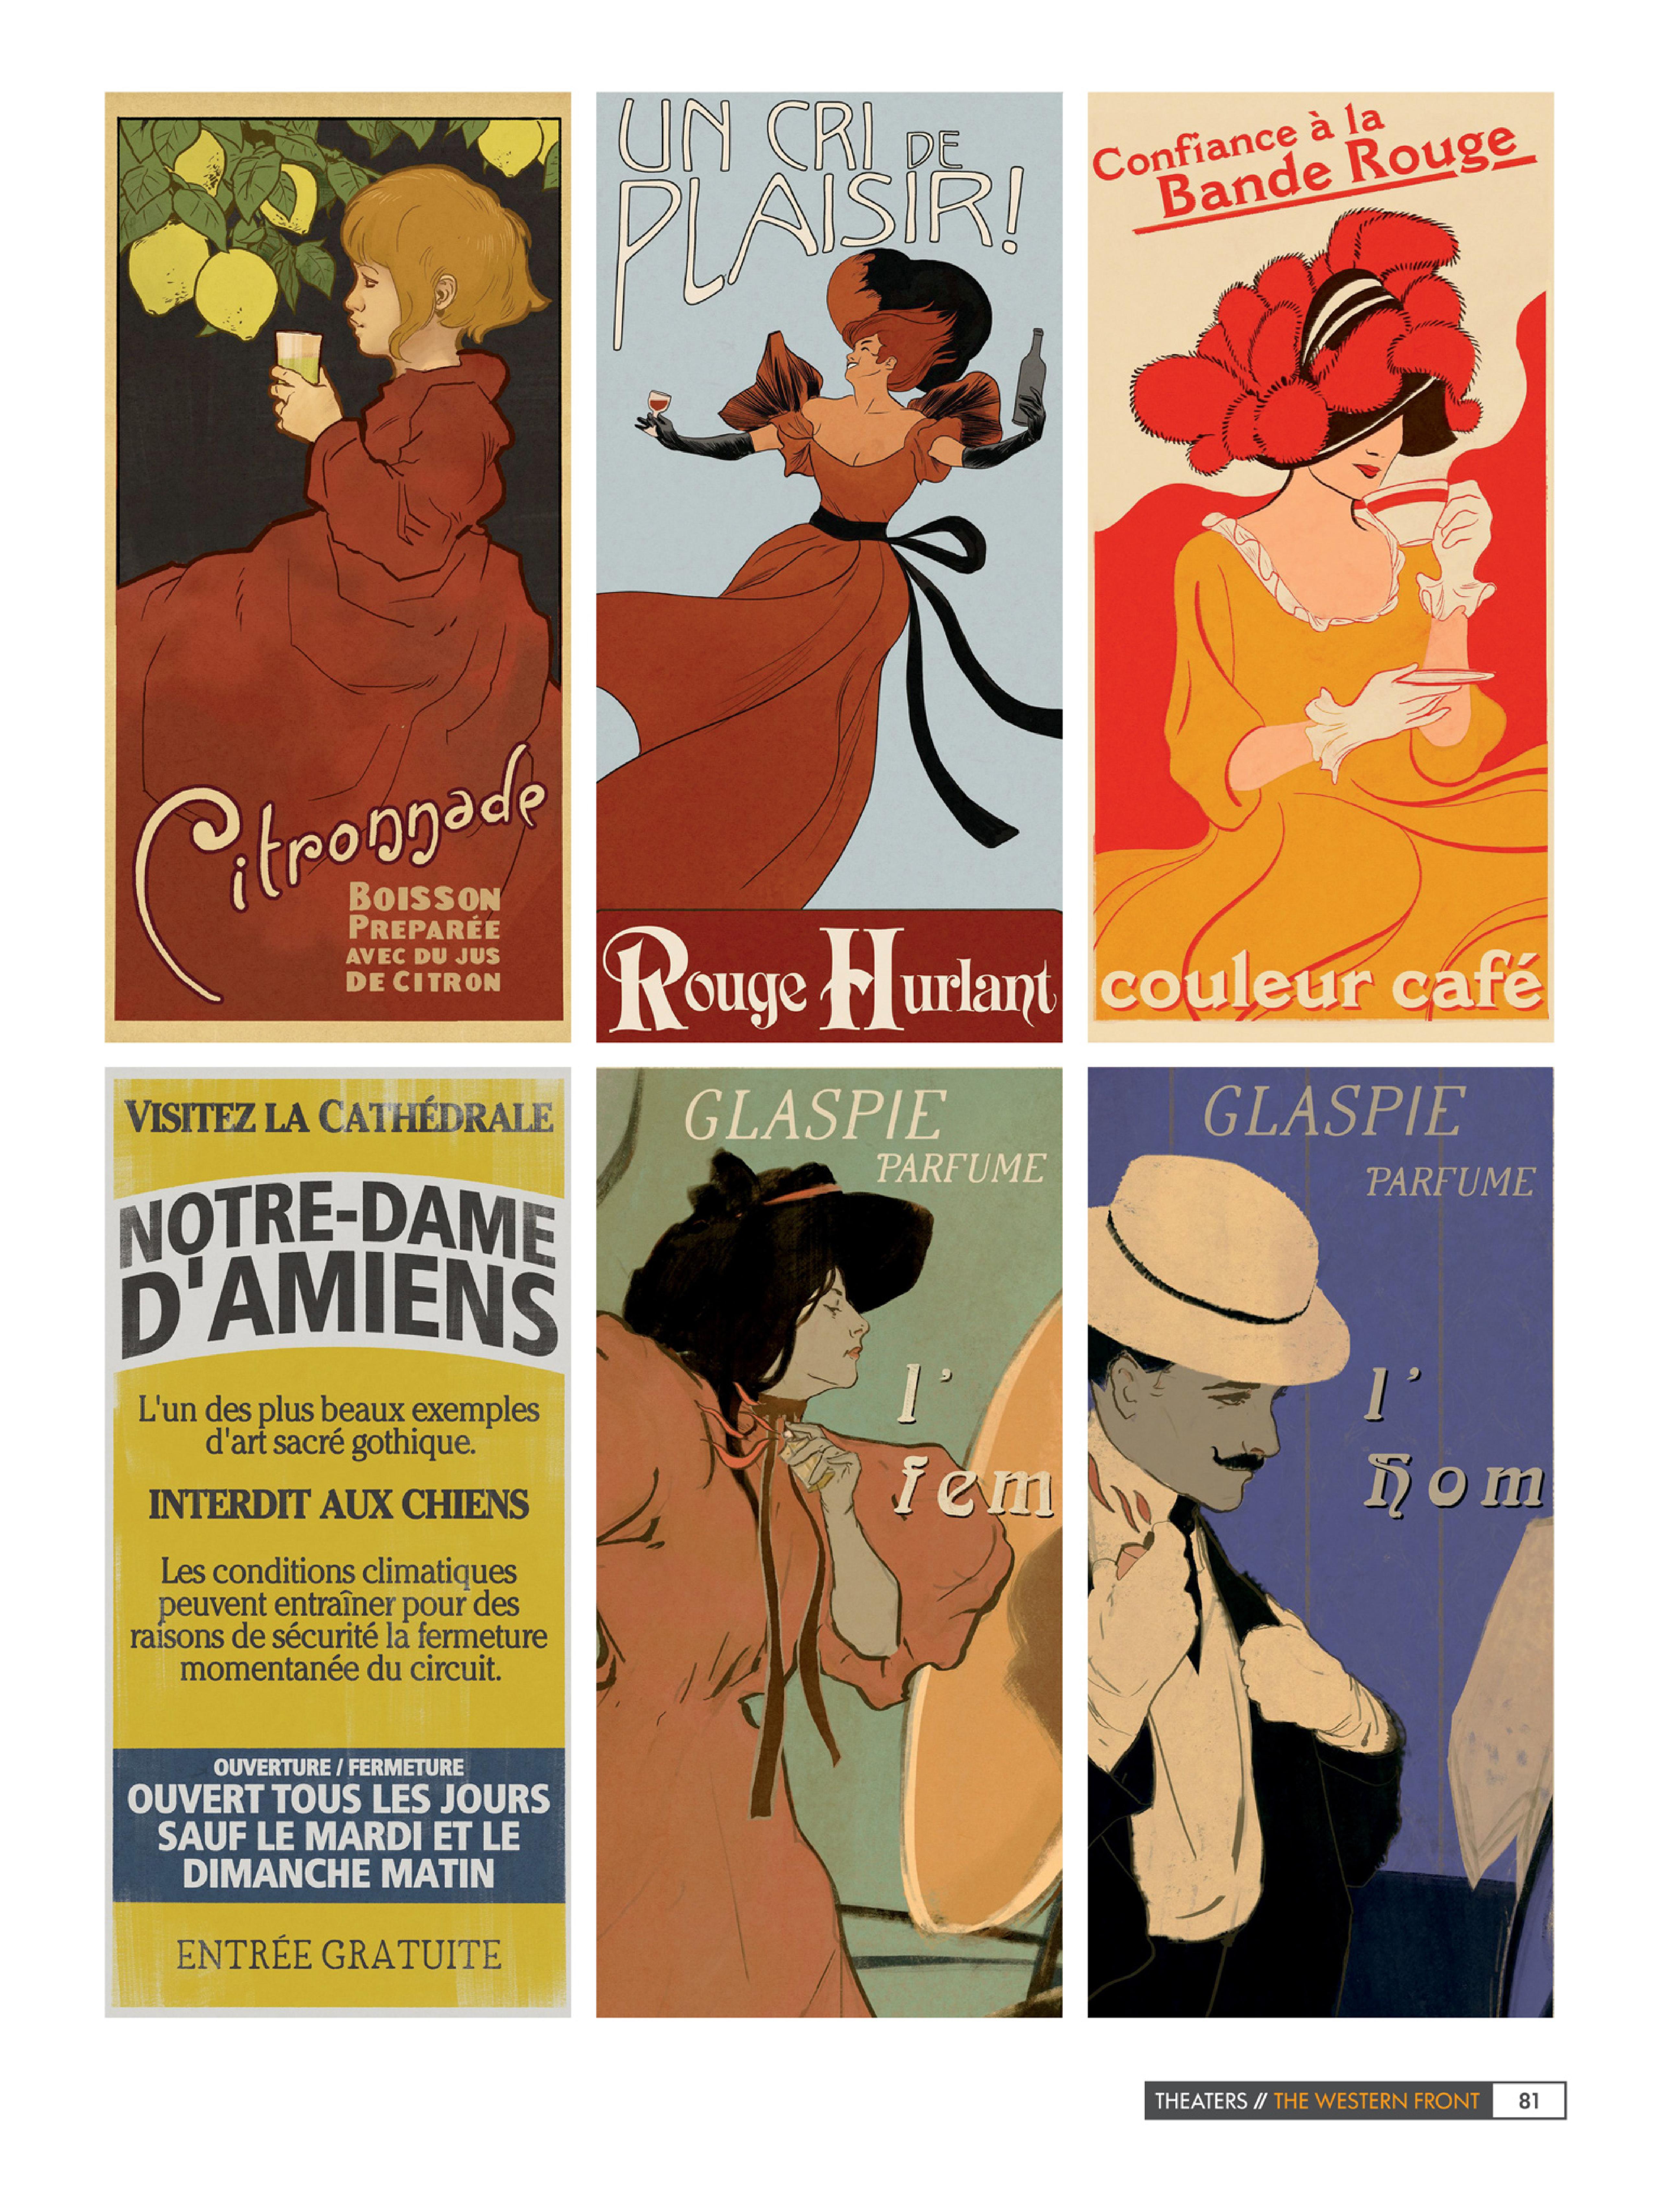 Citronnade
BOISSON
PREPARÉE
AVEC DU JUS
DE CITRON
UN CRI DE
PLAISIR!
Rouge Hurlant
Confiance à la
Bande Rouge
couleur café
VISITEZ LA CATHÉDRALE
NOTRE-DAME
D'AMIENS
L'un des plus beaux exemples
d'art sacré gothique.
INTERDIT AUX CHIENS
Les conditions climatiques
peuvent entraîner pour des
raisons de sécurité la fermeture
momentanée du circuit.
OUVERTURE / FERMETURE
OUVERT TOUS LES JOURS
SAUF LE MARDI ET LE
DIMANCHE MATIN
ENTRÉE GRATUITE
GLASPIE
PARFUME
l'
fem
GLASPIE
PARFUME
l'
hom
THEATERS // THE WESTERN FRONT 81